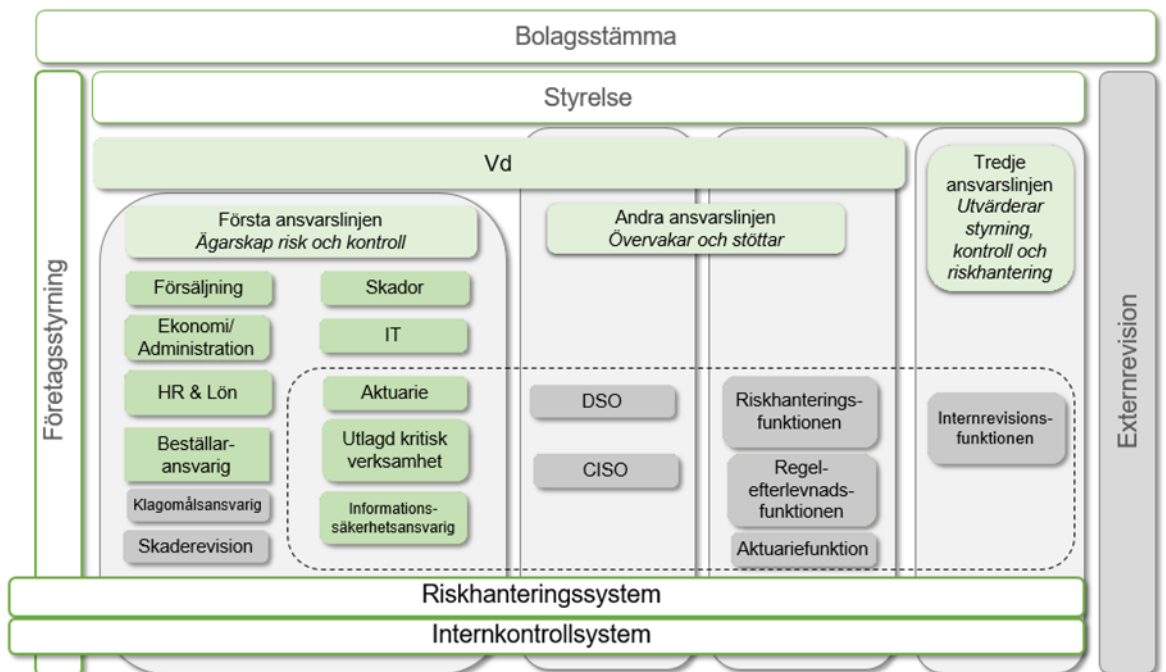 Bolagsstämma
Företagsstyrning
Styrelse
Externrevision
Vd
Första ansvarslinjen
Ägarskap risk och kontroll
Andra ansvarslinjen
Övervakar och stöttar
Tredje
ansvarslinjen
Utvärderar
styrning,
kontroll och
riskhantering
Försäljning
Ekonomi/
Administration
HR & Lön
Beställar-
ansvarig
Klagomålsansvarig
Skaderevision
Skador
IT
Aktuarie
Utlagd kritisk
verksamhet
Informations-
säkerhetsansvarig
DSO
CISO
Riskhanterings-
funktionen
Regel-
efterlevnads-
funktionen
Aktuariefunktion
Internrevisions-
funktionen
Riskhanteringssystem
Internkontrollsystem